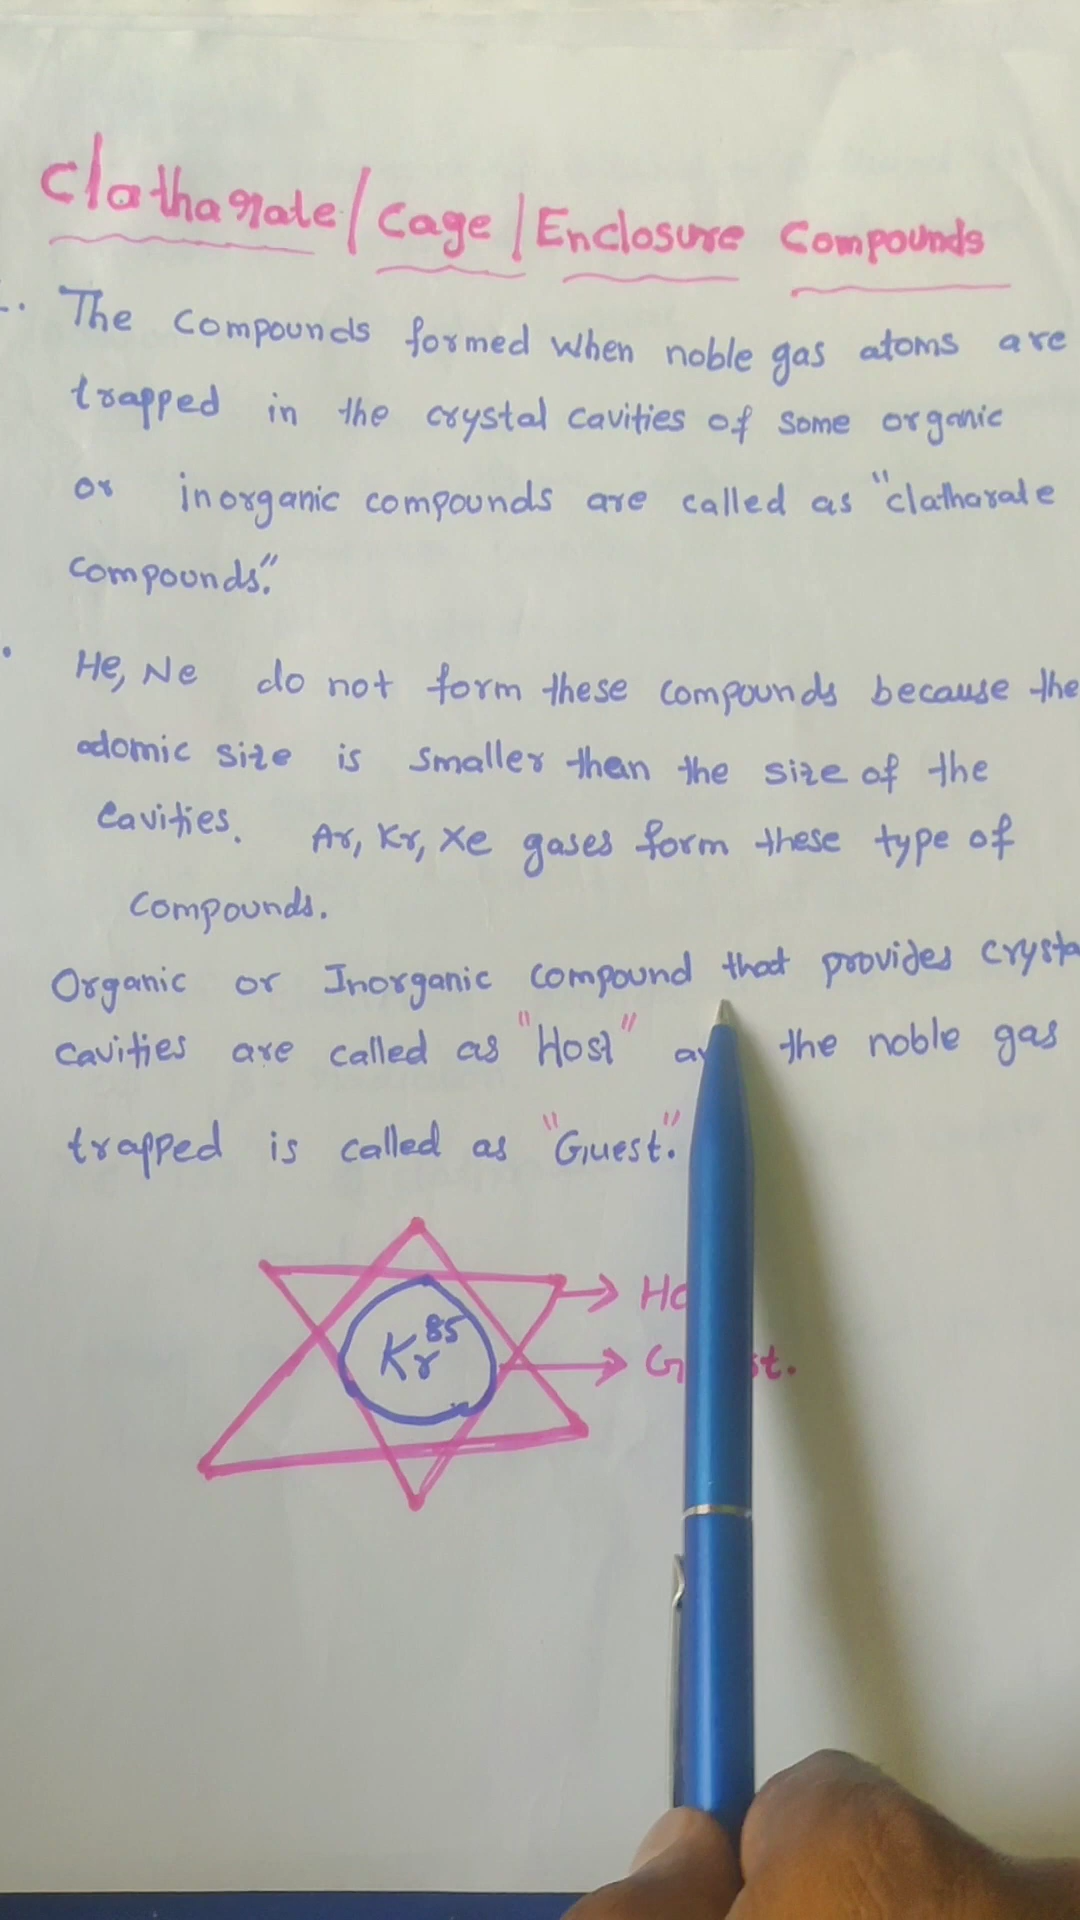 Clatharate/Cage/Enclosure Compounds
The compounds formed when noble gas atoms are
trapped in the crystal cavities of some organic
or inorganic compounds are called as "clatharate
compounds".
He, Ne do not form these compounds because the
atomic size is smaller than the size of the
cavities. Ar, Kr, Xe gases form these type of
compounds.
Organic or Inorganic compound that provides crysta
cavities are called as "Host" the noble gas
trapped is called as "Guest".
Kr85